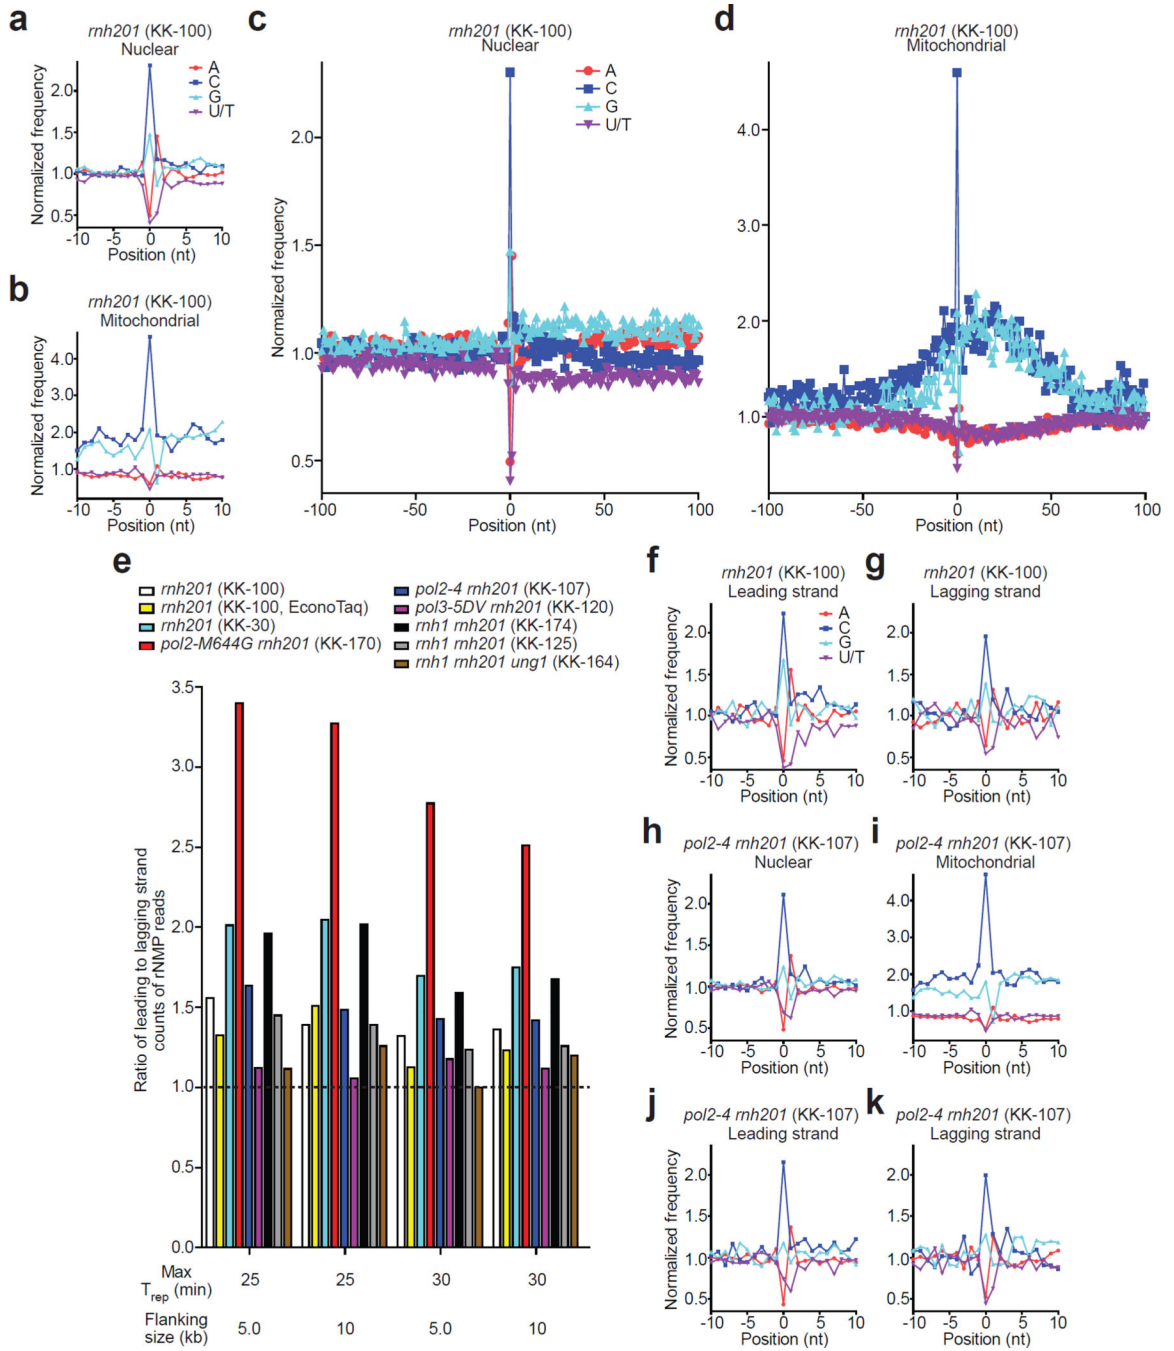 a
rnh201 (KK-100)
Nuclear
A
C
G
U/T
Normalized frequency
2.0
1.5
1.0
0.5
-10 -5 0 5 10
Position (nt)
b
rnh201 (KK-100)
Mitochondrial
Normalized frequency
4.0
3.0
2.0
1.0
-10 -5 0 5 10
Position (nt)
c
rnh201 (KK-100)
Nuclear
A
C
G
U/T
Normalized frequency
2.0
1.5
1.0
0.5
-100 -50 0 50 100
Position (nt)
d
rnh201 (KK-100)
Mitochondrial
Normalized frequency
4.0
3.0
2.0
1.0
-100 -50 0 50 100
Position (nt)
e
rnh201 (KK-100)
rnh201 (KK-100, EconoTaq)
rnh201 (KK-30)
pol2-M644G rnh201 (KK-170)
pol2-4 rnh201 (KK-107)
pol3-5DV rnh201 (KK-120)
rnh1 rnh201 (KK-174)
rnh1 rnh201 (KK-125)
rnh1 rnh201 ung1 (KK-164)
Ratio of leading to lagging strand
counts of rNMP reads
3.5
3.0
2.5
2.0
1.5
1.0
0.5
0.0
Max
Trep (min)
25 25 30 30
Flanking
size (kb)
5.0 10 5.0 10
f
rnh201 (KK-100)
Leading strand
A
C
G
U/T
Normalized frequency
2.0
1.5
1.0
0.5
-10 -5 0 5 10
Position (nt)
g
rnh201 (KK-100)
Lagging strand
2.0
1.5
1.0
0.5
-10 -5 0 5 10
Position (nt)
h
pol2-4 rnh201 (KK-107)
Nuclear
Normalized frequency
2.0
1.5
1.0
0.5
-10 -5 0 5 10
Position (nt)
i
pol2-4 rnh201 (KK-107)
Mitochondrial
4.0
3.0
2.0
1.0
-10 -5 0 5 10
Position (nt)
j
pol2-4 rnh201 (KK-107)
Leading strand
Normalized frequency
2.0
1.5
1.0
0.5
-10 -5 0 5 10
Position (nt)
k
pol2-4 rnh201 (KK-107)
Lagging strand
2.0
1.5
1.0
0.5
-10 -5 0 5 10
Position (nt)